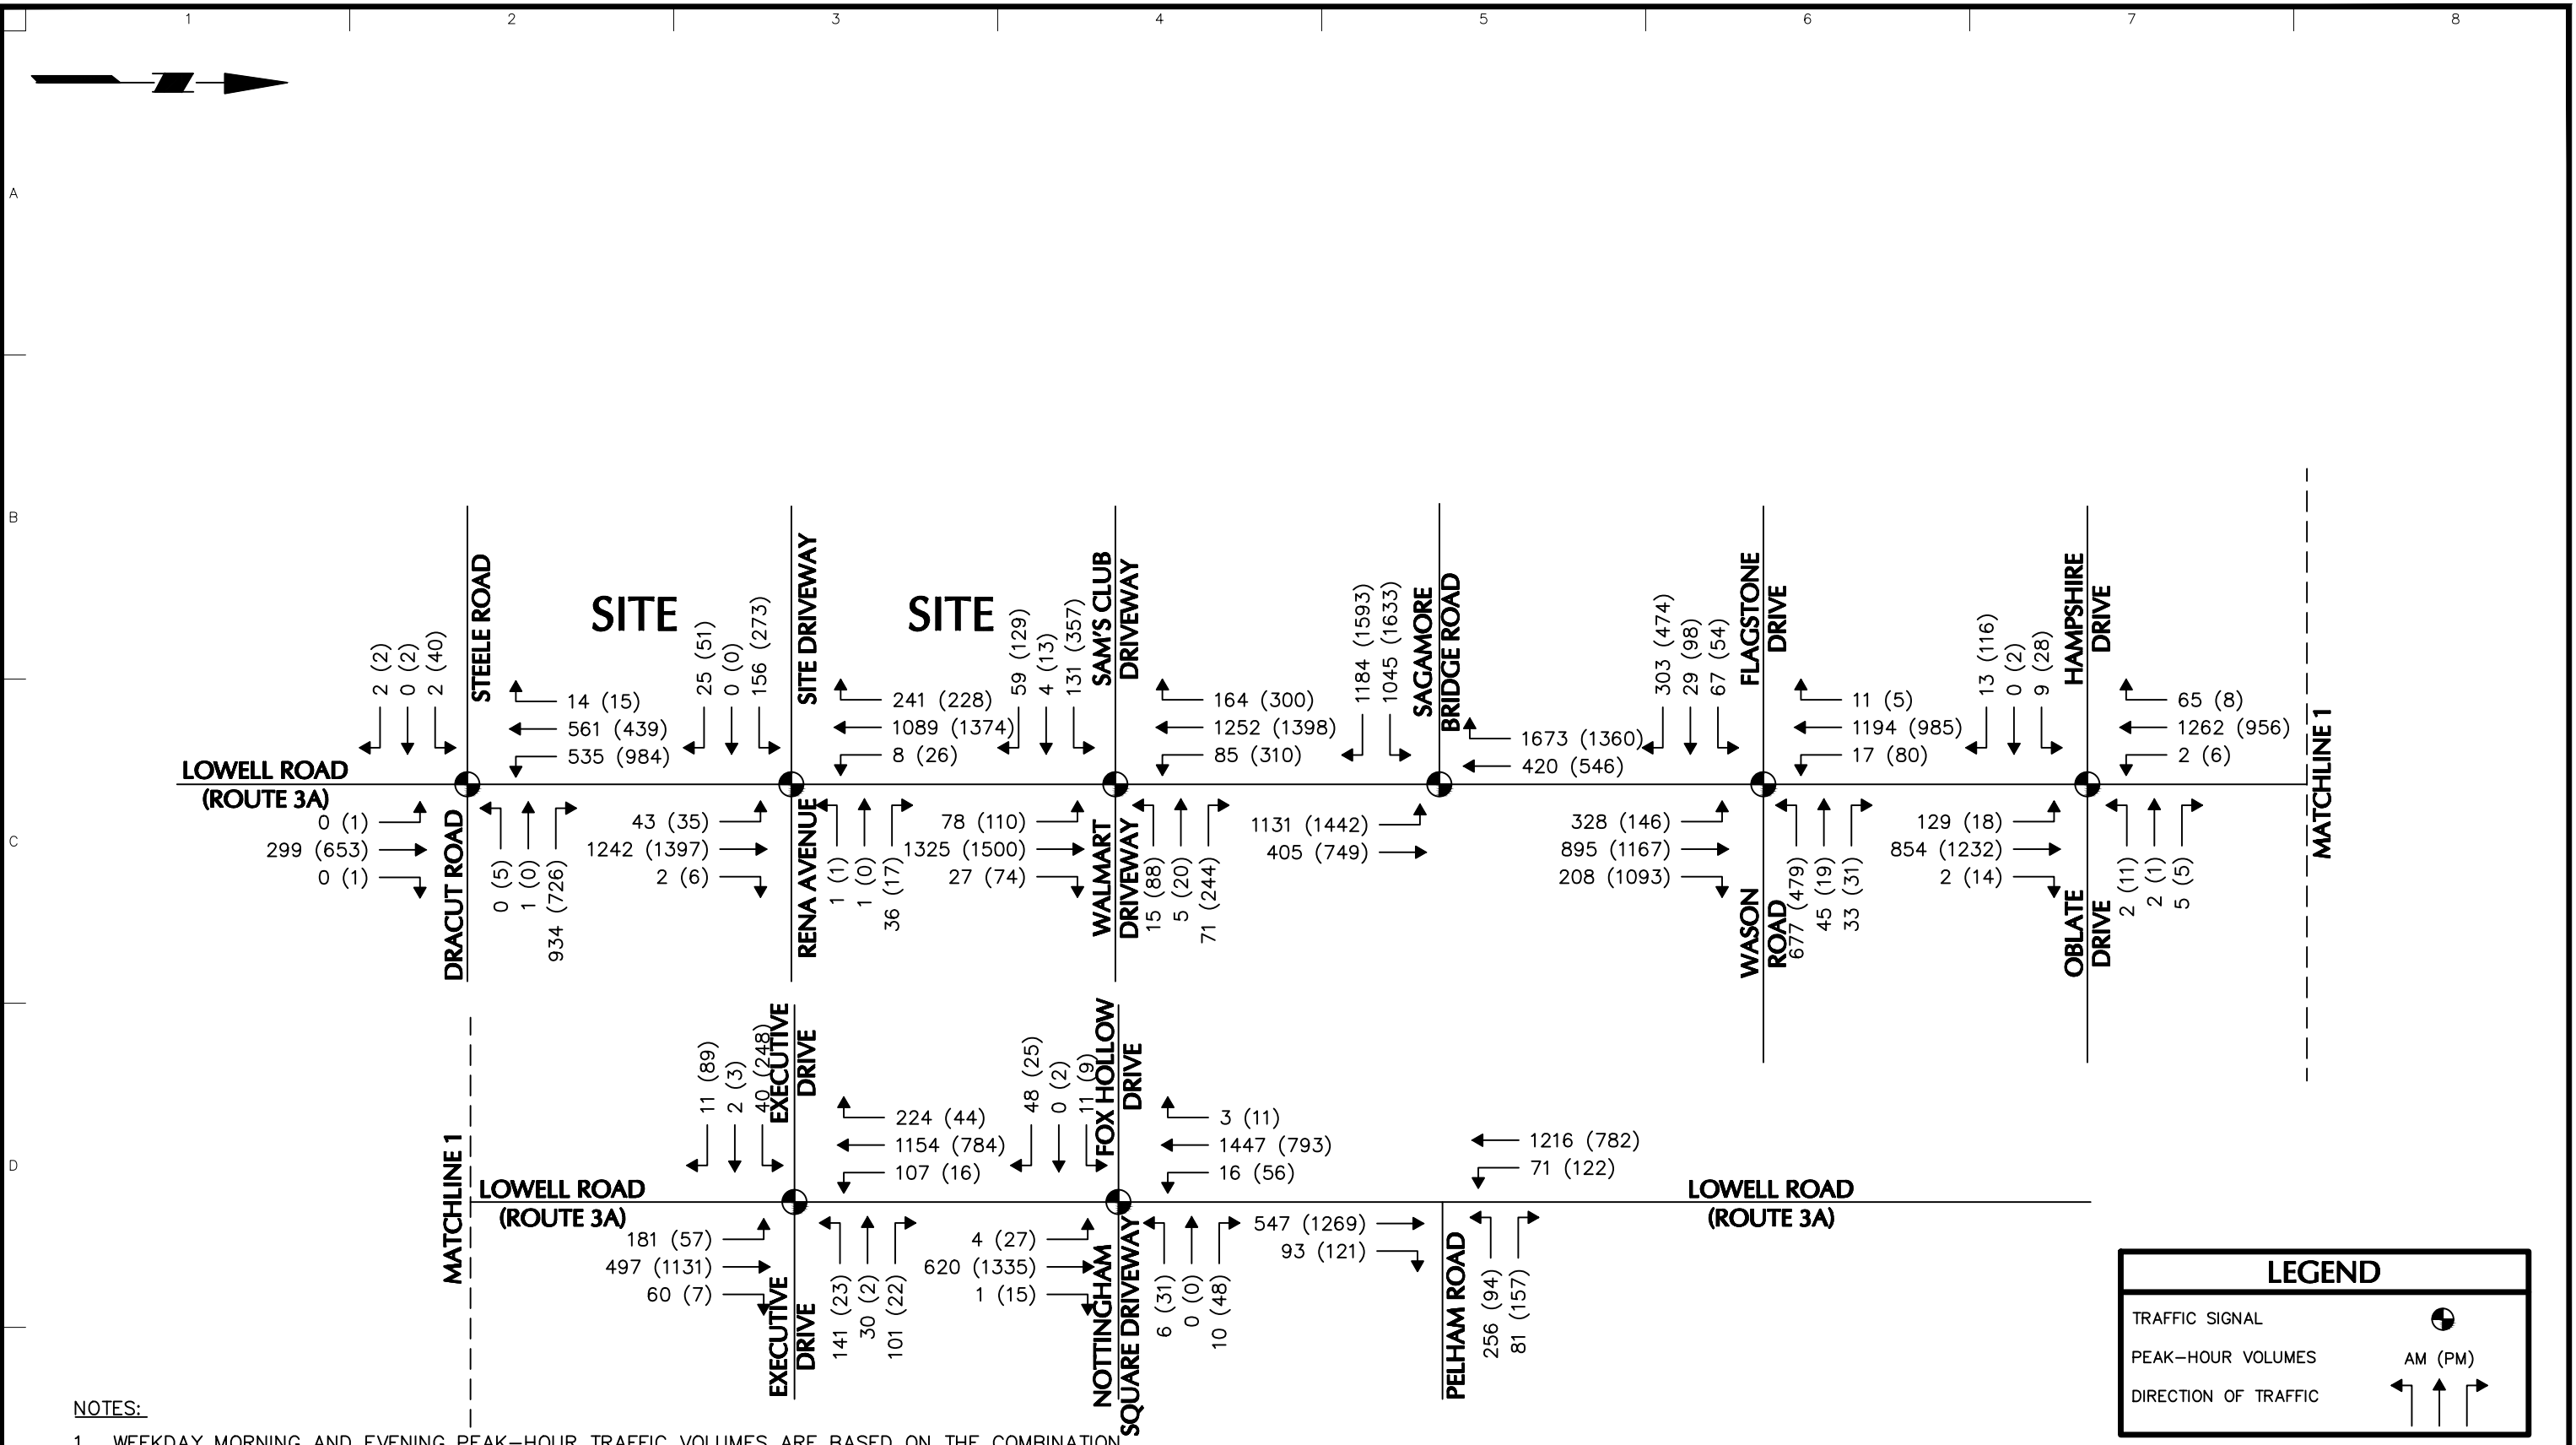 1 2 3 4 5 6 7 8
A
B
C
D
STEELE ROAD
2 (2)
0 (2)
2 (40)
14 (15)
561 (439)
535 (984)
LOWELL ROAD
(ROUTE 3A)
0 (1)
299 (653)
0 (1)
DRACUT ROAD
0 (5)
1 (0)
934 (726)
SITE
SITE DRIVEWAY
25 (51)
0 (0)
156 (273)
241 (228)
1089 (1374)
8 (26)
43 (35)
1242 (1397)
2 (6)
RENA AVENUE
1 (1)
1 (0)
36 (17)
SITE
SAM'S CLUB
DRIVEWAY
59 (129)
4 (13)
131 (357)
164 (300)
1252 (1398)
85 (310)
78 (110)
1325 (1500)
27 (74)
WALMART
DRIVEWAY
15 (88)
5 (20)
71 (244)
SAGAMORE
BRIDGE ROAD
1184 (1593)
1045 (1633)
1673 (1360)
420 (546)
1131 (1442)
405 (749)
FLAGSTONE
DRIVE
303 (474)
29 (98)
67 (54)
11 (5)
1194 (985)
17 (80)
328 (146)
895 (1167)
208 (1093)
WASON
ROAD
677 (479)
45 (19)
33 (31)
HAMPSHIRE
DRIVE
13 (116)
0 (2)
9 (28)
65 (8)
1262 (956)
2 (6)
129 (18)
854 (1232)
2 (14)
OBLATE
DRIVE
2 (11)
2 (1)
5 (5)
MATCHLINE 1
MATCHLINE 1
LOWELL ROAD
(ROUTE 3A)
EXECUTIVE
DRIVE
11 (89)
2 (3)
40 (248)
224 (44)
1154 (784)
107 (16)
181 (57)
497 (1131)
60 (7)
EXECUTIVE
DRIVE
141 (23)
30 (2)
101 (22)
FOX HOLLOW
DRIVE
48 (25)
0 (2)
11 (9)
3 (11)
1447 (793)
16 (56)
4 (27)
620 (1335)
1 (15)
NOTTINGHAM
SQUARE DRIVEWAY
6 (31)
0 (0)
10 (48)
1216 (782)
71 (122)
547 (1269)
93 (121)
PELHAM ROAD
256 (94)
81 (157)
LOWELL ROAD
(ROUTE 3A)
LEGEND
TRAFFIC SIGNAL
PEAK-HOUR VOLUMES AM (PM)
DIRECTION OF TRAFFIC
NOTES:
1. WEEKDAY MORNING AND EVENING PEAK-HOUR TRAFFIC VOLUMES ARE BASED ON THE COMBINATION